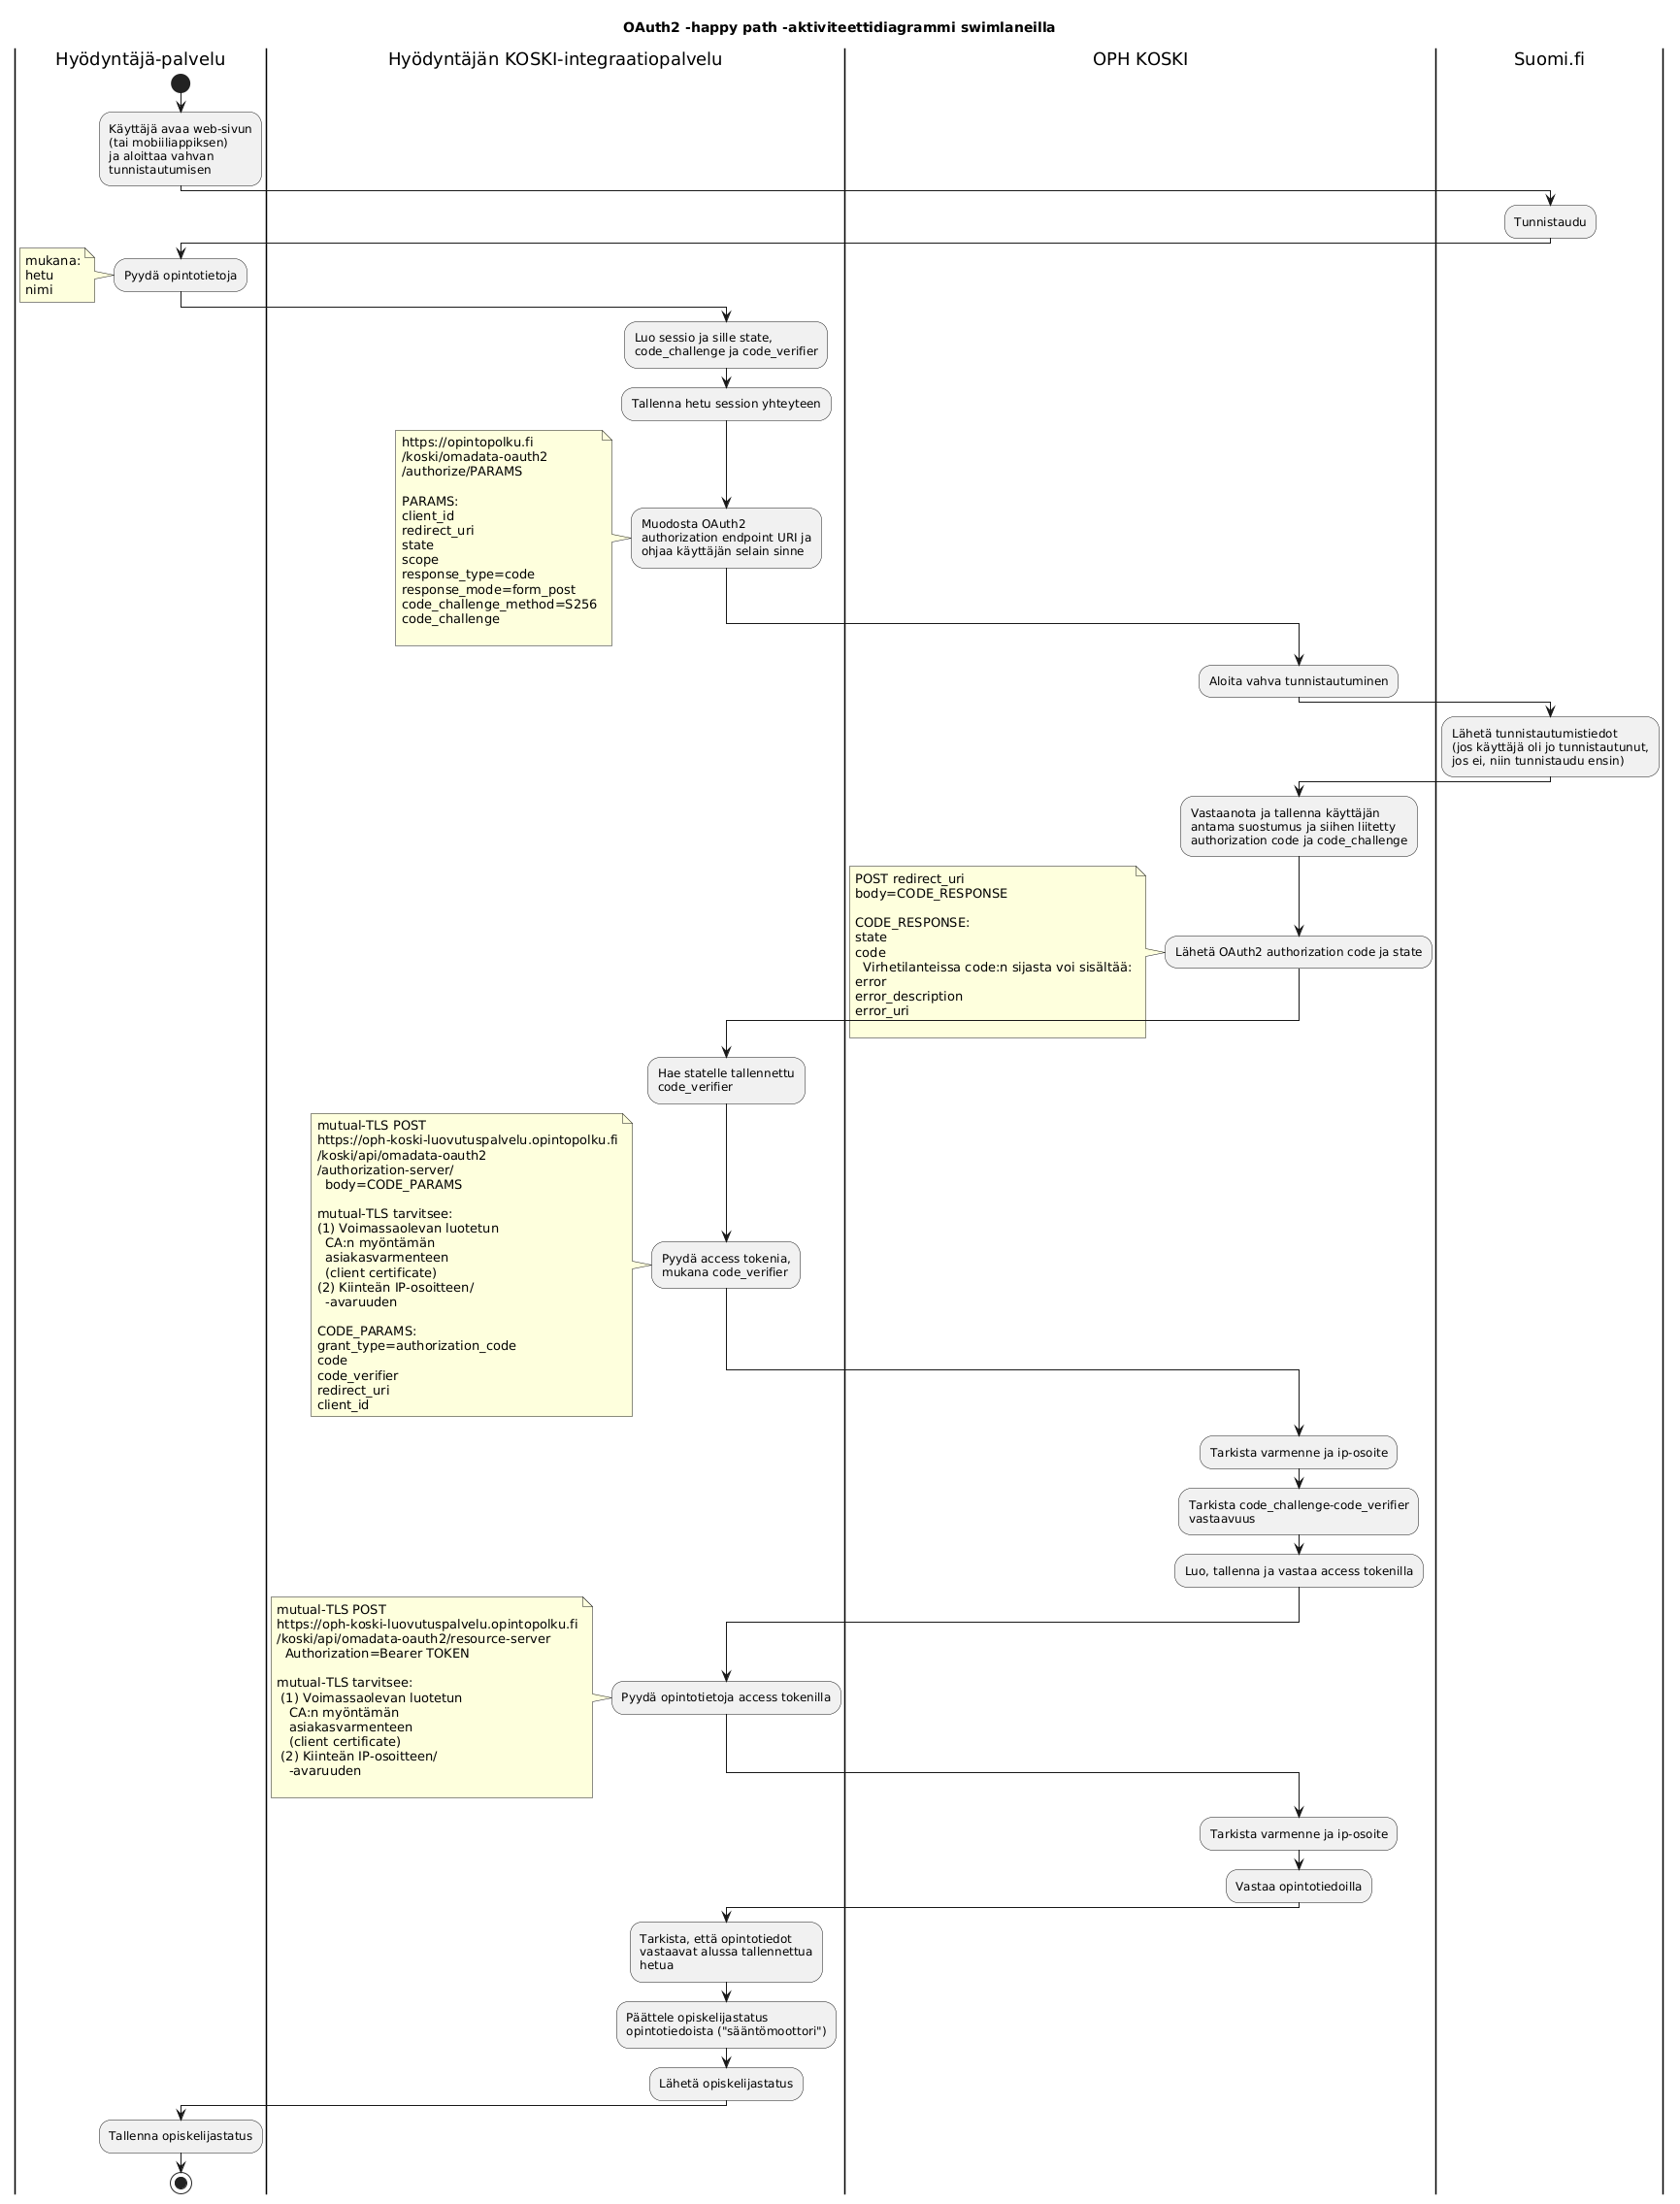 OAuth2 -happy path -aktiviteettidiagrammi swimlaneilla
Hyödyntäjä-palvelu
Hyödyntäjän KOSKI-integraatiopalvelu
OPH KOSKI
Suomi.fi
Käyttäjä avaa web-sivun
(tai mobiiliappiksen)
ja aloittaa vahvan
tunnistautumisen
Tunnistaudu
mukana:
hetu
nimi
Pyydä opintotietoja
Luo sessio ja sille state,
code_challenge ja code_verifier
Tallenna hetu session yhteyteen
https://opintopolku.fi
/koski/omadata-oauth2
/authorize/PARAMS
PARAMS:
client_id
redirect_uri
state
scope
response_type=code
response_mode=form_post
code_challenge_method=S256
code_challenge
Muodosta OAuth2
authorization endpoint URI ja
ohjaa käyttäjän selain sinne
Aloita vahva tunnistautuminen
Lähetä tunnistautumistiedot
(jos käyttäjä oli jo tunnistautunut,
jos ei, niin tunnistaudu ensin)
Vastaanota ja tallenna käyttäjän
antama suostumus ja siihen liitetty
authorization code ja code_challenge
POST redirect_uri
body=CODE_RESPONSE
CODE_RESPONSE:
state
code
Virhetilanteissa code:n sijasta voi sisältää:
error
error_description
error_uri
Lähetä OAuth2 authorization code ja state
Hae statelle tallennettu
code_verifier
mutual-TLS POST
https://oph-koski-luovutuspalvelu.opintopolku.fi
/koski/api/omadata-oauth2
/authorization-server/
body=CODE_PARAMS
mutual-TLS tarvitsee:
(1) Voimassaolevan luotetun
CA:n myöntämän
asiakasvarmenteen
(client certificate)
(2) Kiinteän IP-osoitteen/
-avaruuden
CODE_PARAMS:
grant_type=authorization_code
code
code_verifier
redirect_uri
client_id
Pyydä access tokenia,
mukana code_verifier
Tarkista varmenne ja ip-osoite
Tarkista code_challenge-code_verifier
vastaavuus
Luo, tallenna ja vastaa access tokenilla
mutual-TLS POST
https://oph-koski-luovutuspalvelu.opintopolku.fi
/koski/api/omadata-oauth2/resource-server
Authorization=Bearer TOKEN
mutual-TLS tarvitsee:
(1) Voimassaolevan luotetun
CA:n myöntämän
asiakasvarmenteen
(client certificate)
(2) Kiinteän IP-osoitteen/
-avaruuden
Pyydä opintotietoja access tokenilla
Tarkista varmenne ja ip-osoite
Vastaa opintotiedoilla
Tarkista, että opintotiedot
vastaavat alussa tallennettua
hetua
Päättele opiskelijastatus
opintotiedoista ("sääntömoottori")
Lähetä opiskelijastatus
Tallenna opiskelijastatus